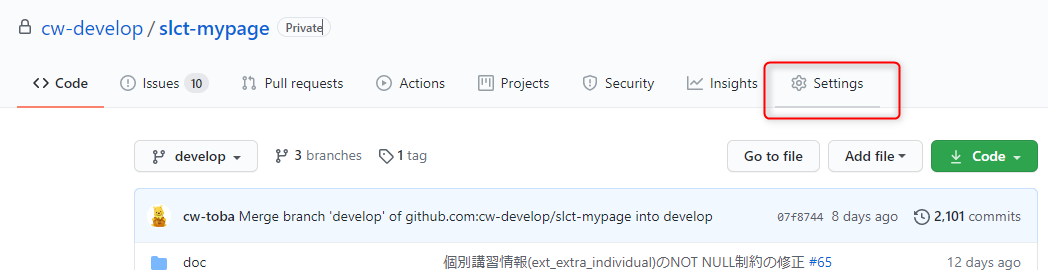 cw-develop / slct-mypage Private
Code Issues 10 Pull requests Actions Projects Security Insights Settings
develop 3 branches 1 tag Go to file Add file Code
cw-toba Merge branch 'develop' of github.com:cw-develop/slct-mypage into develop 07f8744 8 days ago 2,101 commits
doc 個別講習情報(ext_extra_individual)のNOT NULL制約の修正 #65 12 days ago